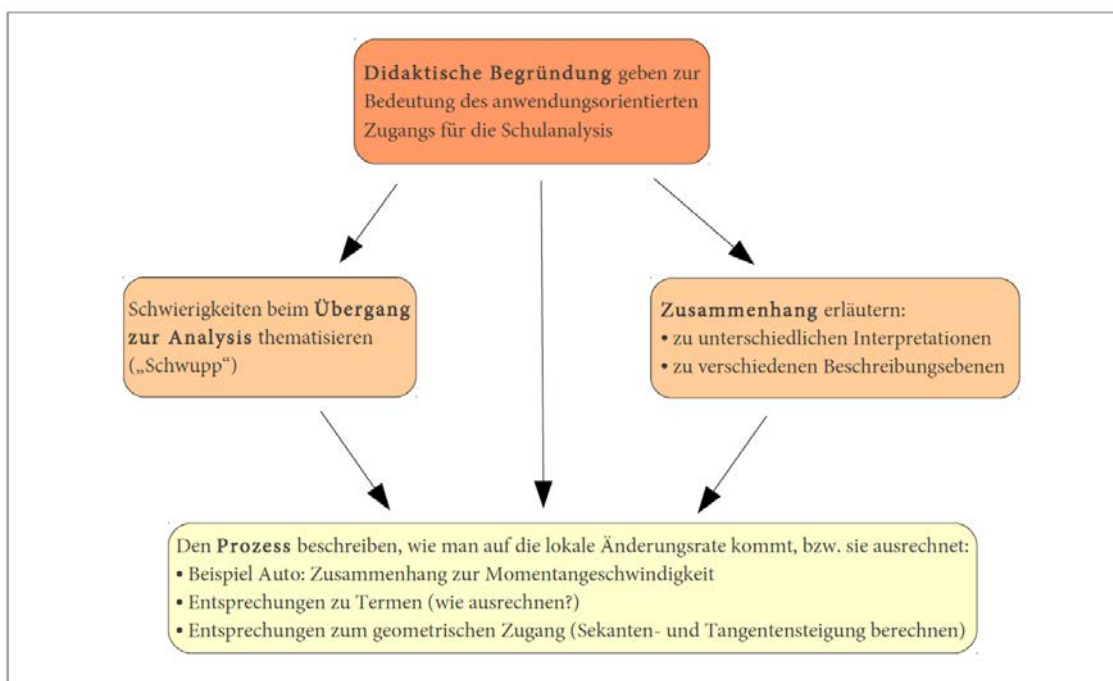 Didaktische Begründung geben zur
Bedeutung des anwendungsorientierten
Zugangs für die Schulanalysis
Schwierigkeiten beim Übergang
zur Analysis thematisieren
(„Schwupp“)
Zusammenhang erläutern:
• zu unterschiedlichen Interpretationen
• zu verschiedenen Beschreibungsebenen
Den Prozess beschreiben, wie man auf die lokale Änderungsrate kommt, bzw. sie ausrechnet:
• Beispiel Auto: Zusammenhang zur Momentangeschwindigkeit
• Entsprechungen zu Termen (wie ausrechnen?)
• Entsprechungen zum geometrischen Zugang (Sekanten- und Tangentensteigung berechnen)